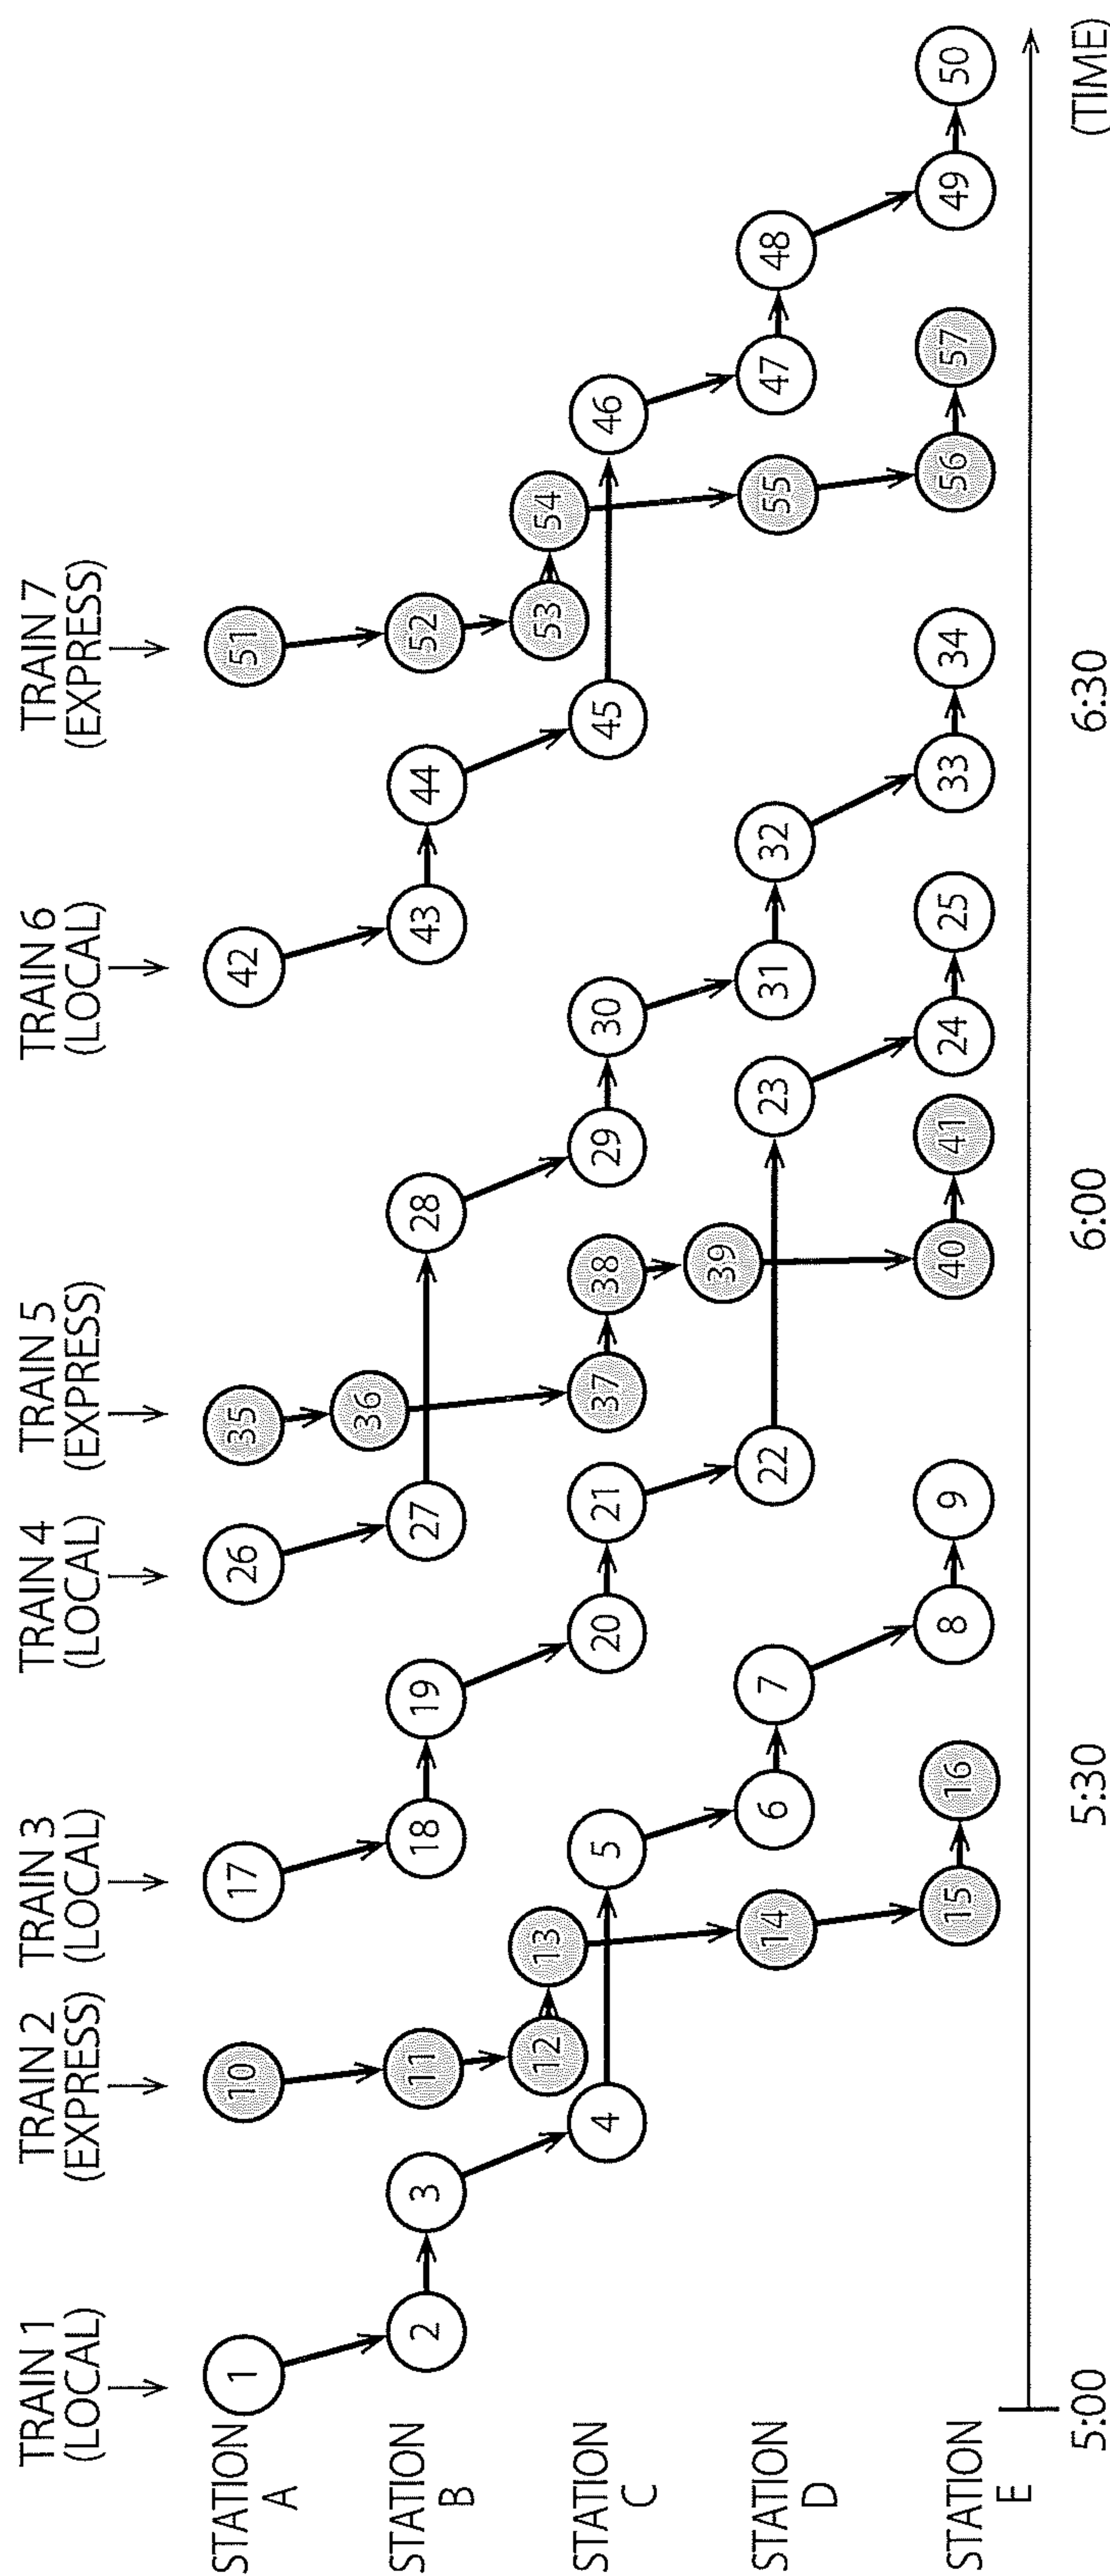 TRAIN 1
(LOCAL)
TRAIN 2
(EXPRESS)
TRAIN 3
(LOCAL)
TRAIN 4
(LOCAL)
TRAIN 5
(EXPRESS)
TRAIN 6
(LOCAL)
TRAIN 7
(EXPRESS)
STATION
A
1
10
17
26
35
42
51
STATION
B
2
3
11
18
19
27
36
28
43
44
52
STATION
C
4
12
13
5
20
21
37
38
29
30
45
53
54
46
STATION
D
14
6
7
22
39
23
31
32
55
47
48
STATION
E
15
16
8
9
40
41
24
25
33
34
56
57
49
50
5:00
5:30
6:00
6:30
(TIME)